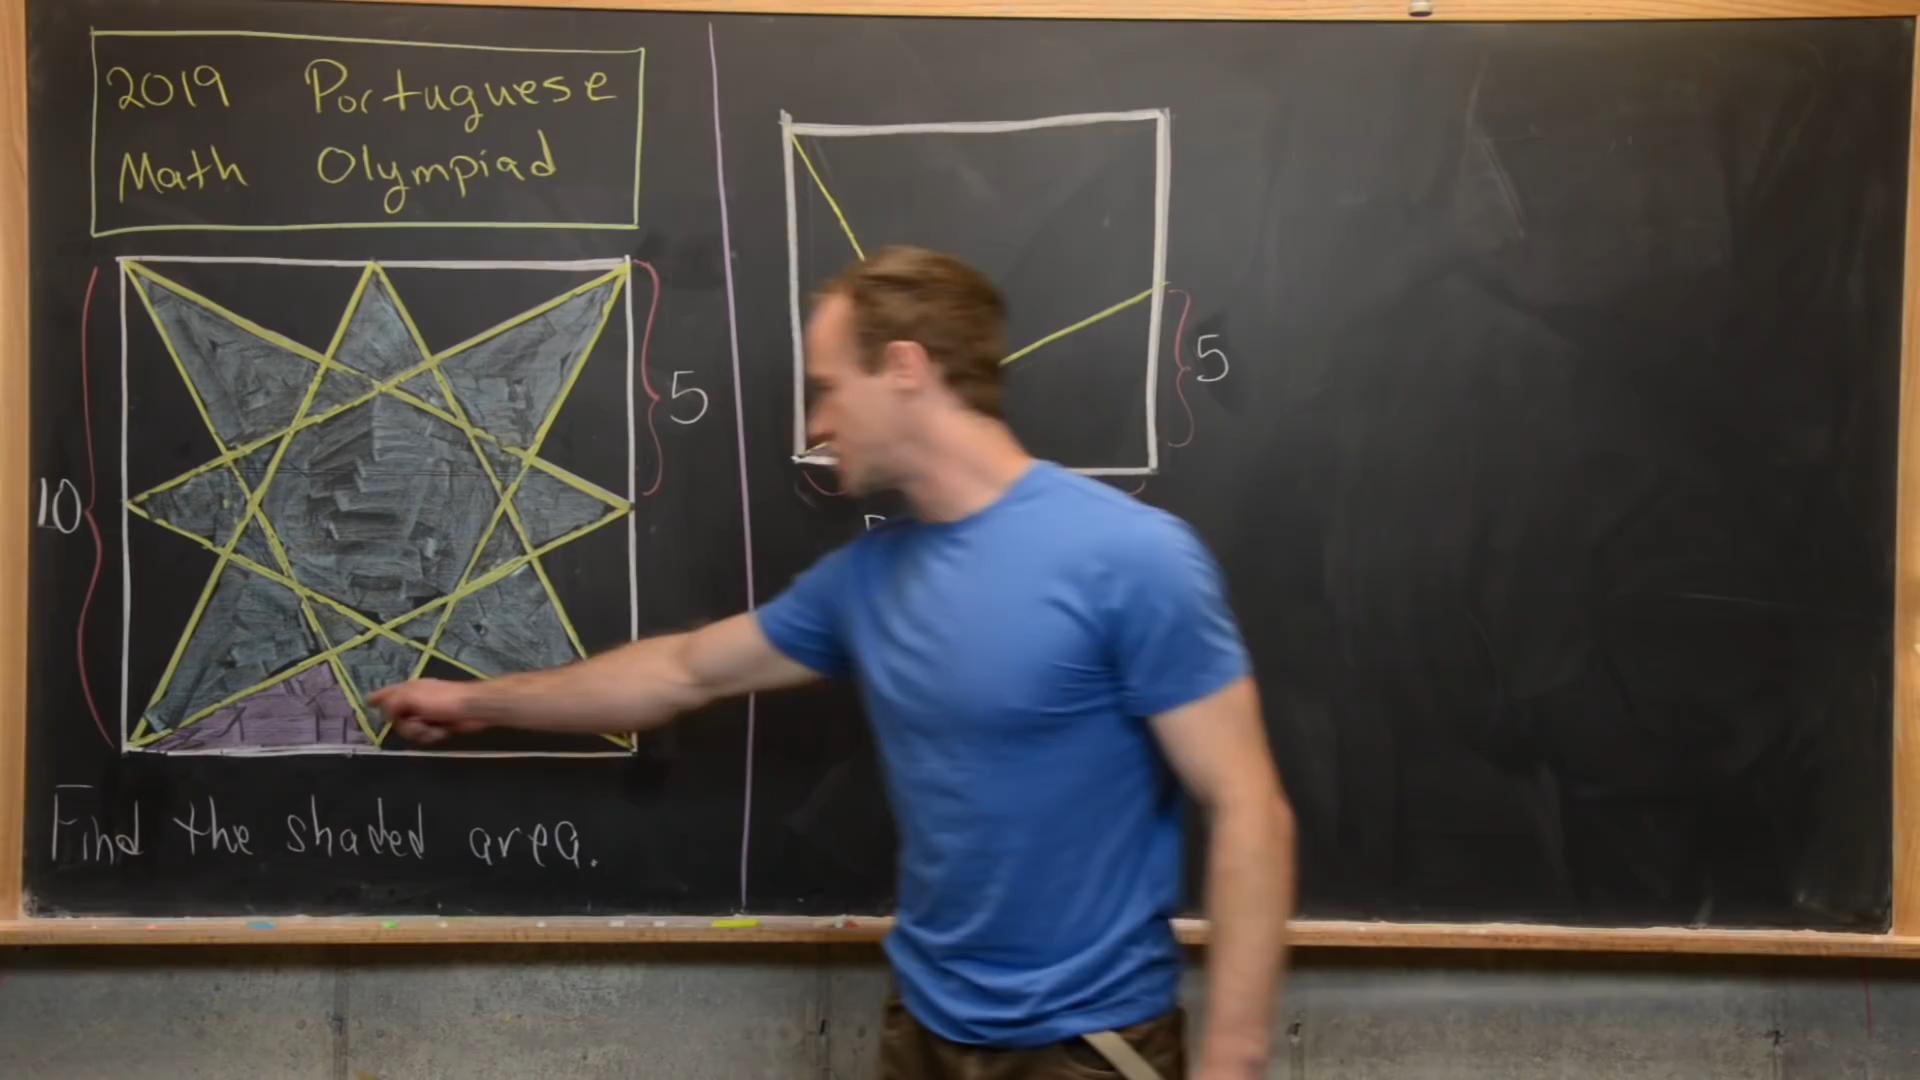 2019 Portuguese
Math Olympiad
10
5
5
Find the shaded area.